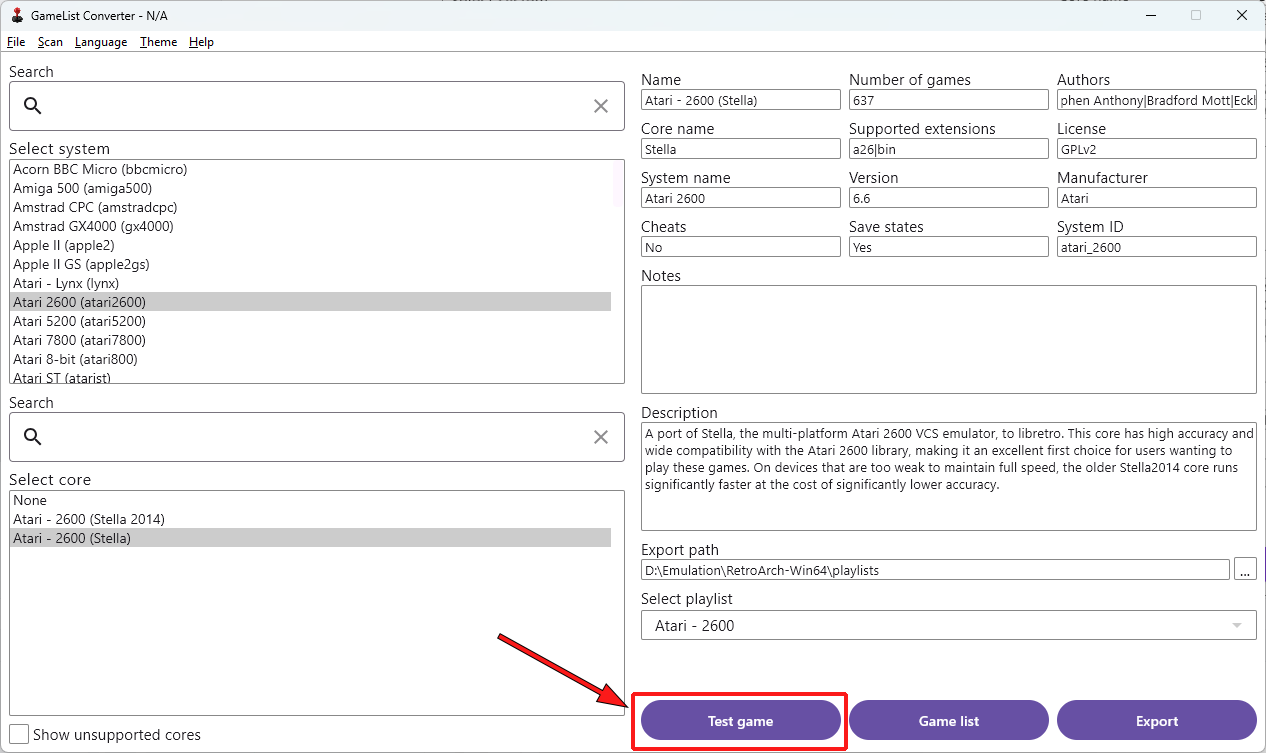 GameList Converter - N/A
File Scan Language Theme Help
Search
Select system
Acorn BBC Micro (bbcmicro)
Amiga 500 (amiga500)
Amstrad CPC (amstradcpc)
Amstrad GX4000 (gx4000)
Apple II (apple2)
Apple II GS (apple2gs)
Atari - Lynx (lynx)
Atari 2600 (atari2600)
Atari 5200 (atari5200)
Atari 7800 (atari7800)
Atari 8-bit (atari800)
Atari ST (atarist)
Search
Select core
None
Atari - 2600 (Stella 2014)
Atari - 2600 (Stella)
Show unsupported cores
Name Number of games Authors
Atari - 2600 (Stella) 637 phen Anthony|Bradford Mott|Eckl
Core name Supported extensions License
Stella a26|bin GPLv2
System name Version Manufacturer
Atari 2600 6.6 Atari
Cheats Save states System ID
No Yes atari_2600
Notes
Description
A port of Stella, the multi-platform Atari 2600 VCS emulator, to libretro. This core has high accuracy and
wide compatibility with the Atari 2600 library, making it an excellent first choice for users wanting to
play these games. On devices that are too weak to maintain full speed, the older Stella2014 core runs
significantly faster at the cost of significantly lower accuracy.
Export path
D:\Emulation\RetroArch-Win64\playlists ...
Select playlist
Atari - 2600
Test game Game list Export